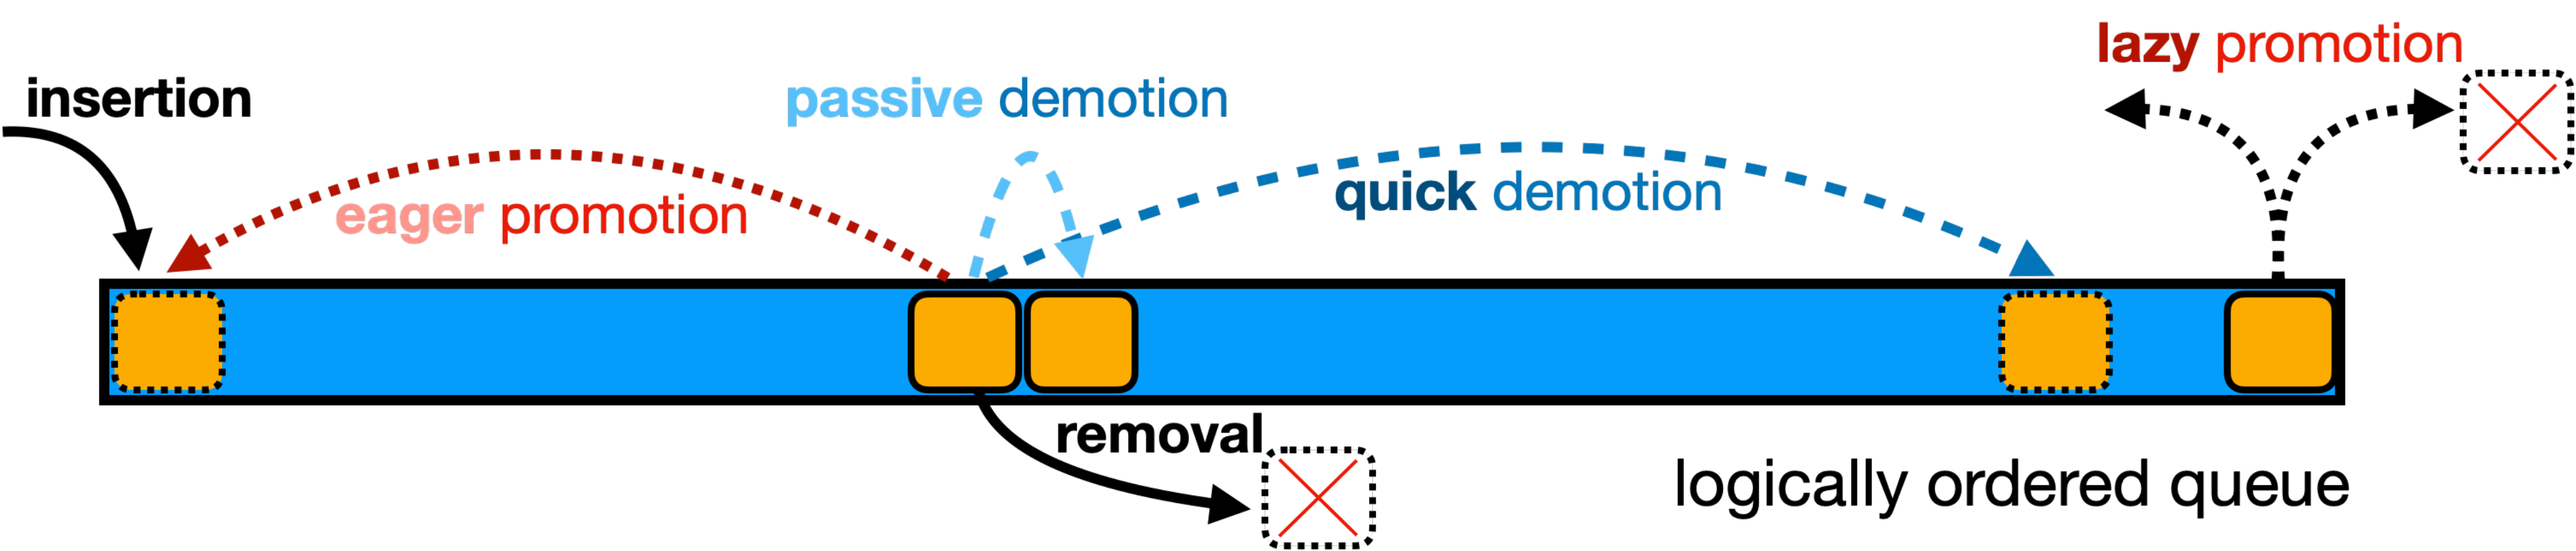 lazy promotion
insertion
passive demotion
quick demotion
eager promotion
removal
logically ordered queue